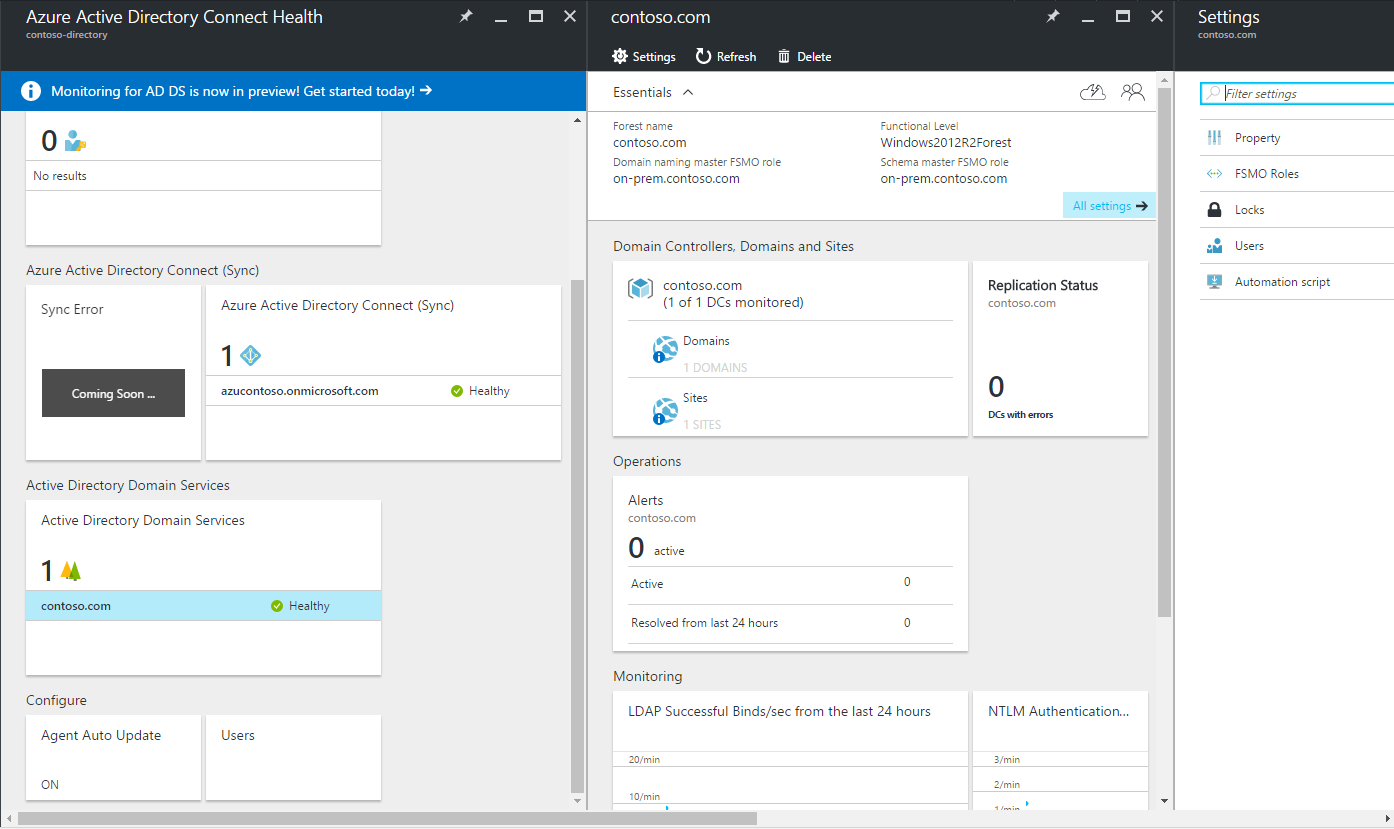 Azure Active Directory Connect Health
contoso-directory
Monitoring for AD DS is now in preview! Get started today!
0
No results
Azure Active Directory Connect (Sync)
Sync Error
Coming Soon ...
Azure Active Directory Connect (Sync)
1
azucontoso.onmicrosoft.com Healthy
Active Directory Domain Services
Active Directory Domain Services
1
contoso.com Healthy
Configure
Agent Auto Update
ON
Users
contoso.com
Settings Refresh Delete
Essentials
Forest name
contoso.com
Domain naming master FSMO role
on-prem.contoso.com
Functional Level
Windows2012R2Forest
Schema master FSMO role
on-prem.contoso.com
All settings
Domain Controllers, Domains and Sites
contoso.com
(1 of 1 DCs monitored)
Domains
1 DOMAINS
Sites
1 SITES
Replication Status
contoso.com
0
DCs with errors
Operations
Alerts
contoso.com
0 active
Active 0
Resolved from last 24 hours 0
Monitoring
LDAP Successful Binds/sec from the last 24 hours
20/min
10/min
NTLM Authentication...
3/min
2/min
1/min
Settings
contoso.com
Filter settings
Property
FSMO Roles
Locks
Users
Automation script